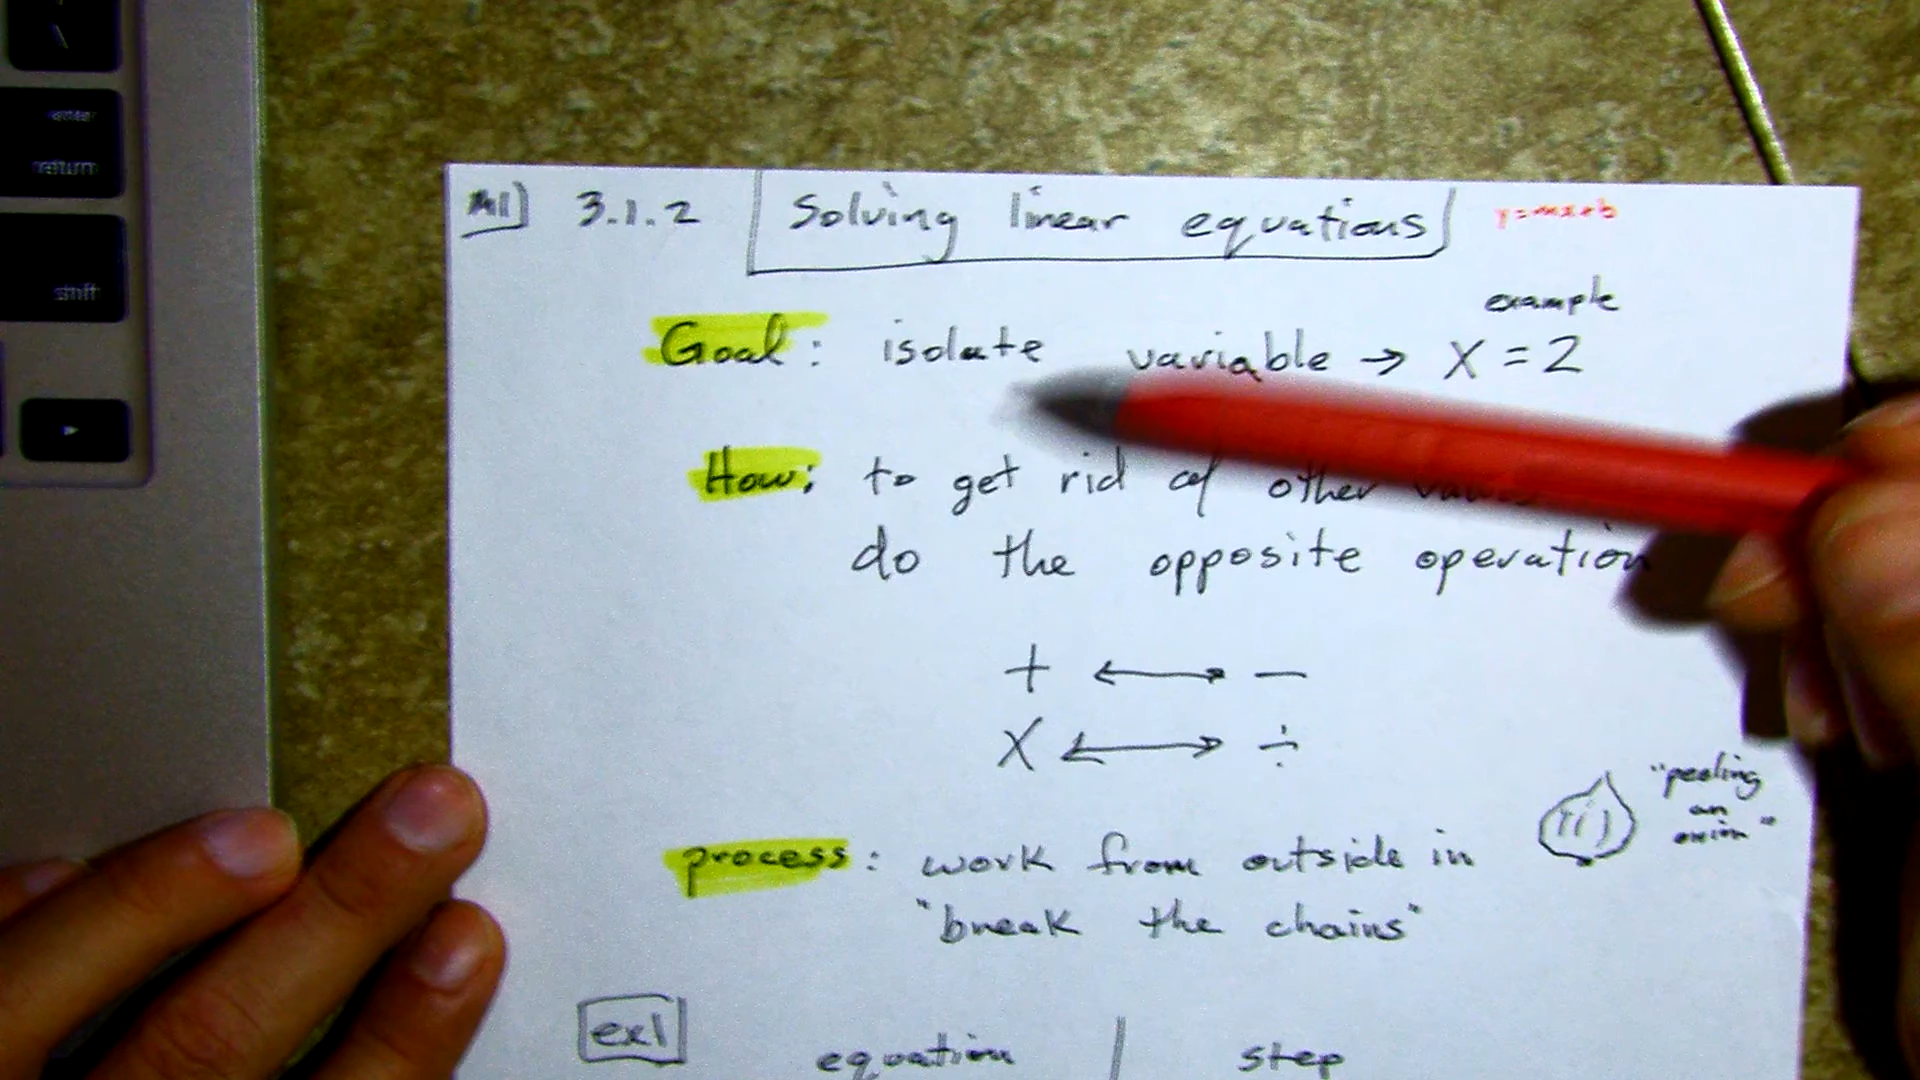 enter
return
shift
M1) 3.1.2 Solving linear equations y=mx+b
example
Goal: isolate variable → X = 2
How: to get rid of other
do the opposite operation
+ ↔ −
X ↔ ÷
"peeling
an
onion"
process: work from outside in
"break the chains"
ex1
equation | step